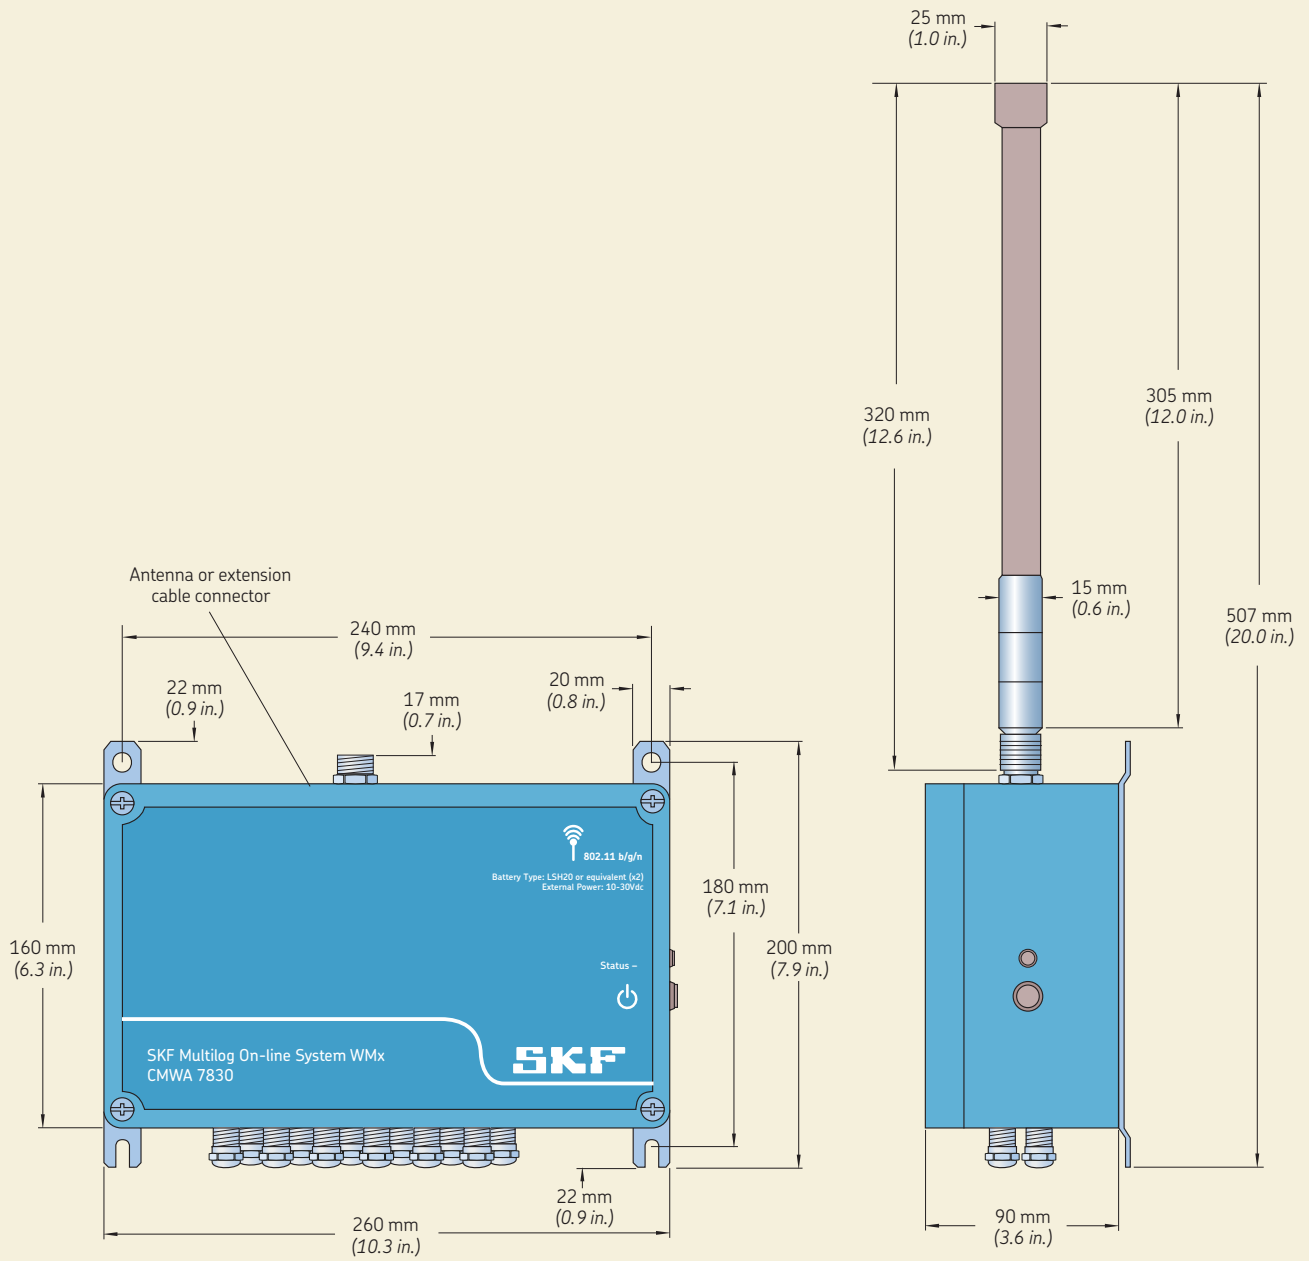 25 mm
(1.0 in.)
320 mm
(12.6 in.)
305 mm
(12.0 in.)
15 mm
(0.6 in.)
507 mm
(20.0 in.)
Antenna or extension
cable connector
240 mm
(9.4 in.)
22 mm
(0.9 in.)
17 mm
(0.7 in.)
20 mm
(0.8 in.)
802.11 b/g/n
Battery Type: LSH20 or equivalent (x2)
External Power: 10-30Vdc
180 mm
(7.1 in.)
160 mm
(6.3 in.)
200 mm
(7.9 in.)
Status –
SKF Multilog On-line System WMx
CMWA 7830
SKF
22 mm
(0.9 in.)
260 mm
(10.3 in.)
90 mm
(3.6 in.)